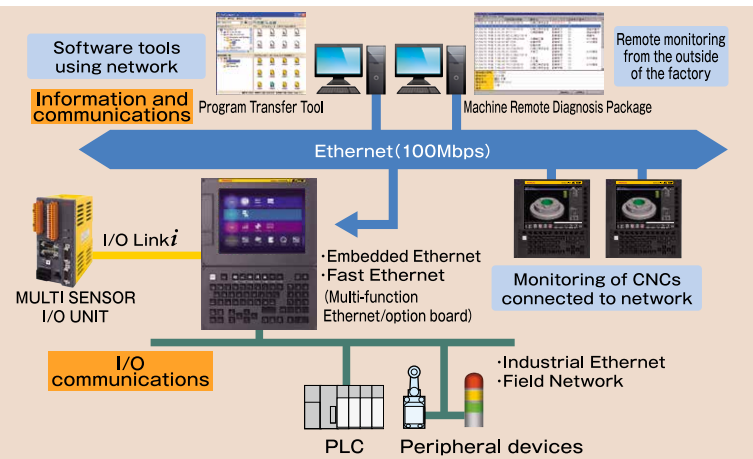 Software tools
using network
Remote monitoring
from the outside
of the factory
Information and
communications
Program Transfer Tool
Machine Remote Diagnosis Package
Ethernet(100Mbps)
I/O Link i
MULTI SENSOR
I/O UNIT
・Embedded Ethernet
・Fast Ethernet
(Multi-function
Ethernet/option board)
Monitoring of CNCs
connected to network
I/O
communications
・Industrial Ethernet
・Field Network
PLC
Peripheral devices